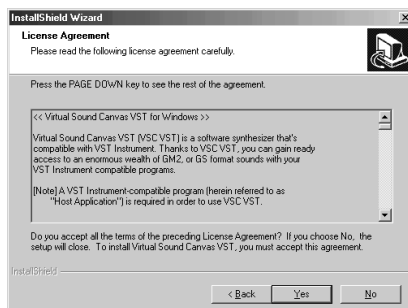 InstallShield Wizard
License Agreement
Please read the following license agreement carefully.
Press the PAGE DOWN key to see the rest of the agreement.
<< Virtual Sound Canvas VST for Windows >>
Virtual Sound Canvas VST (VSC VST) is a software synthesizer that's
compatible with VST Instrument. Thanks to VSC VST, you can gain ready
access to an enormous wealth of GM2, or GS format sounds with your
VST Instrument compatible programs.
[Note] A VST Instrument-compatible program (herein referred to as
"Host Application") is required in order to use VSC VST.
Do you accept all the terms of the preceding License Agreement? If you choose No, the
setup will close. To install Virtual Sound Canvas VST, you must accept this agreement.
InstallShield
< Back Yes No